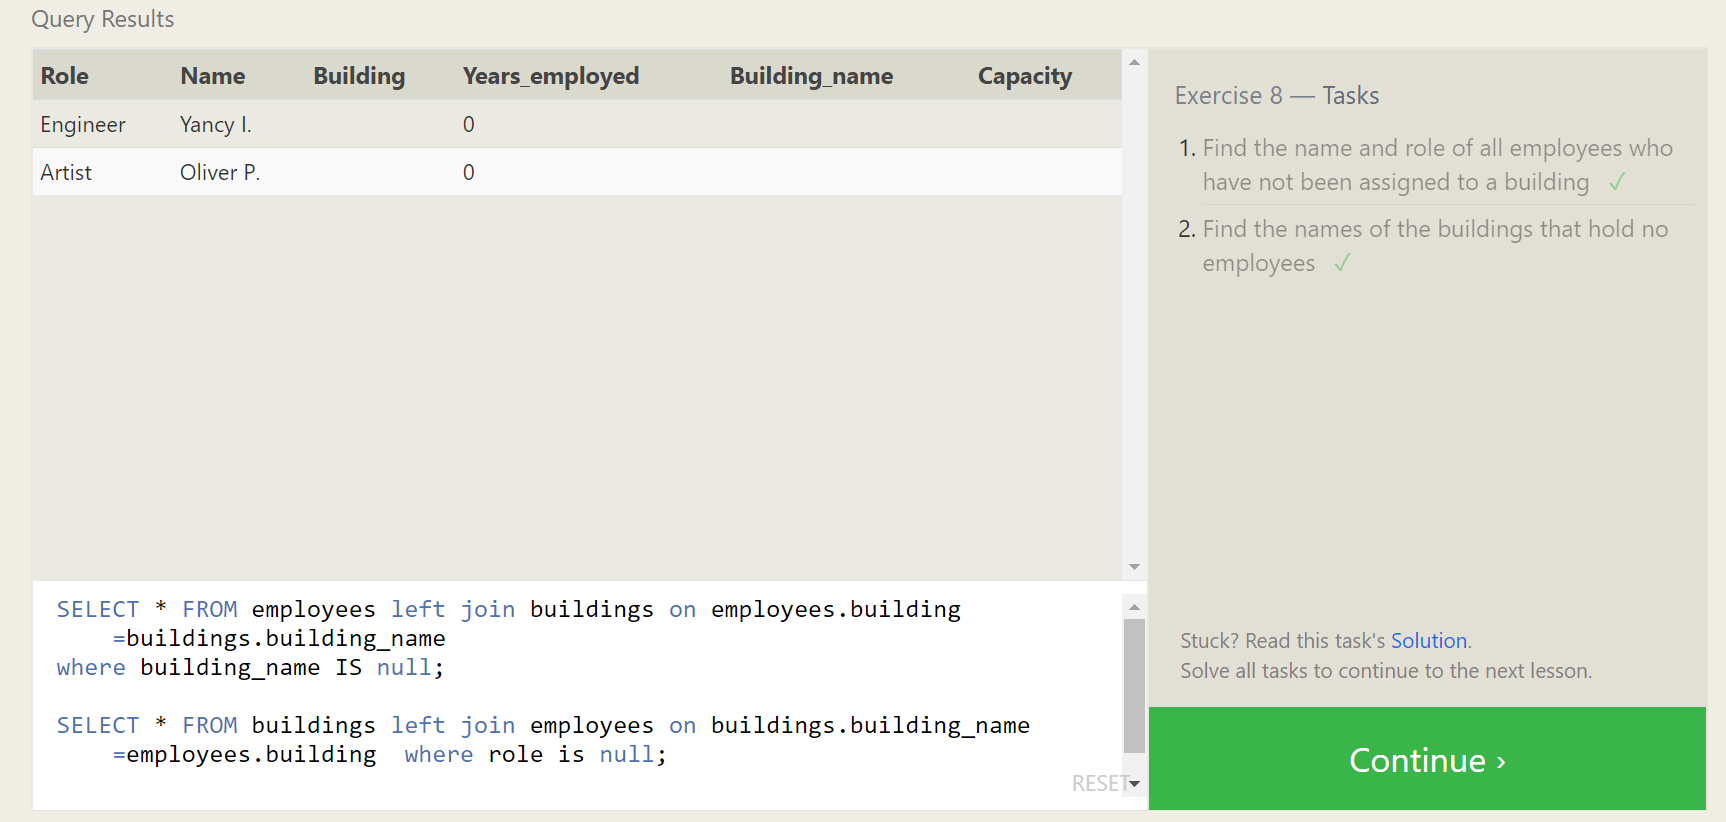 Query Results
Role Name Building Years_employed Building_name Capacity
Engineer Yancy I. 0
Artist Oliver P. 0
SELECT * FROM employees left join buildings on employees.building
=buildings.building_name
where building_name IS null;
SELECT * FROM buildings left join employees on buildings.building_name
=employees.building  where role is null;
RESET
Exercise 8 — Tasks
1. Find the name and role of all employees who
have not been assigned to a building ✓
2. Find the names of the buildings that hold no
employees ✓
Stuck? Read this task's Solution.
Solve all tasks to continue to the next lesson.
Continue ›